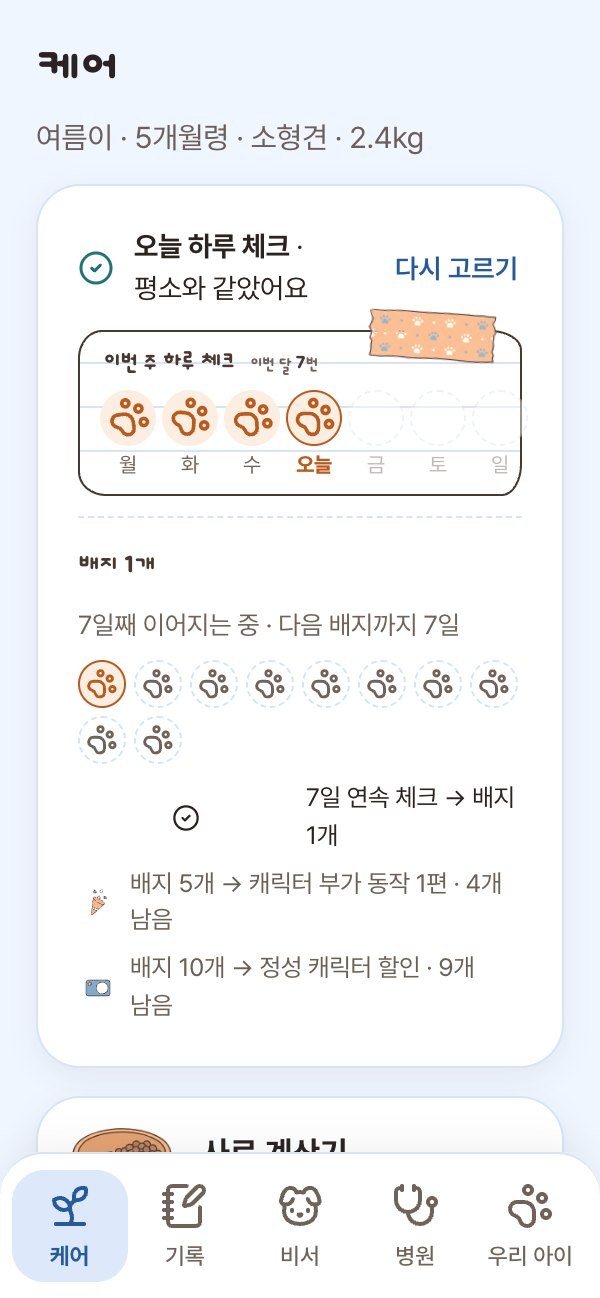 케어
여름이 · 5개월령 · 소형견 · 2.4kg
오늘 하루 체크 ·
평소와 같았어요
다시 고르기
이번 주 하루 체크 이번 달 7번
월 화 수 오늘 금 토 일
배지 1개
7일째 이어지는 중 · 다음 배지까지 7일
7일 연속 체크 → 배지
1개
배지 5개 → 캐릭터 부가 동작 1편 · 4개
남음
배지 10개 → 정성 캐릭터 할인 · 9개
남음
사료 계산기
케어 기록 비서 병원 우리 아이